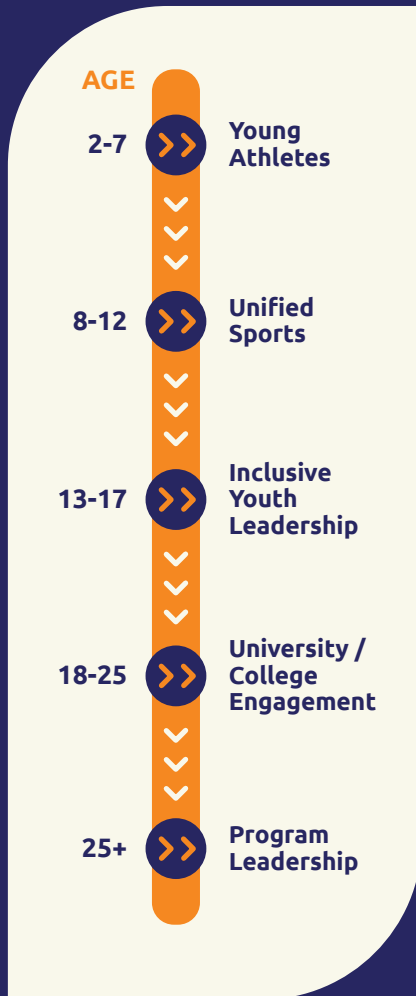 AGE
2-7
Young
Athletes
8-12
Unified
Sports
13-17
Inclusive
Youth
Leadership
18-25
University /
College
Engagement
25+
Program
Leadership